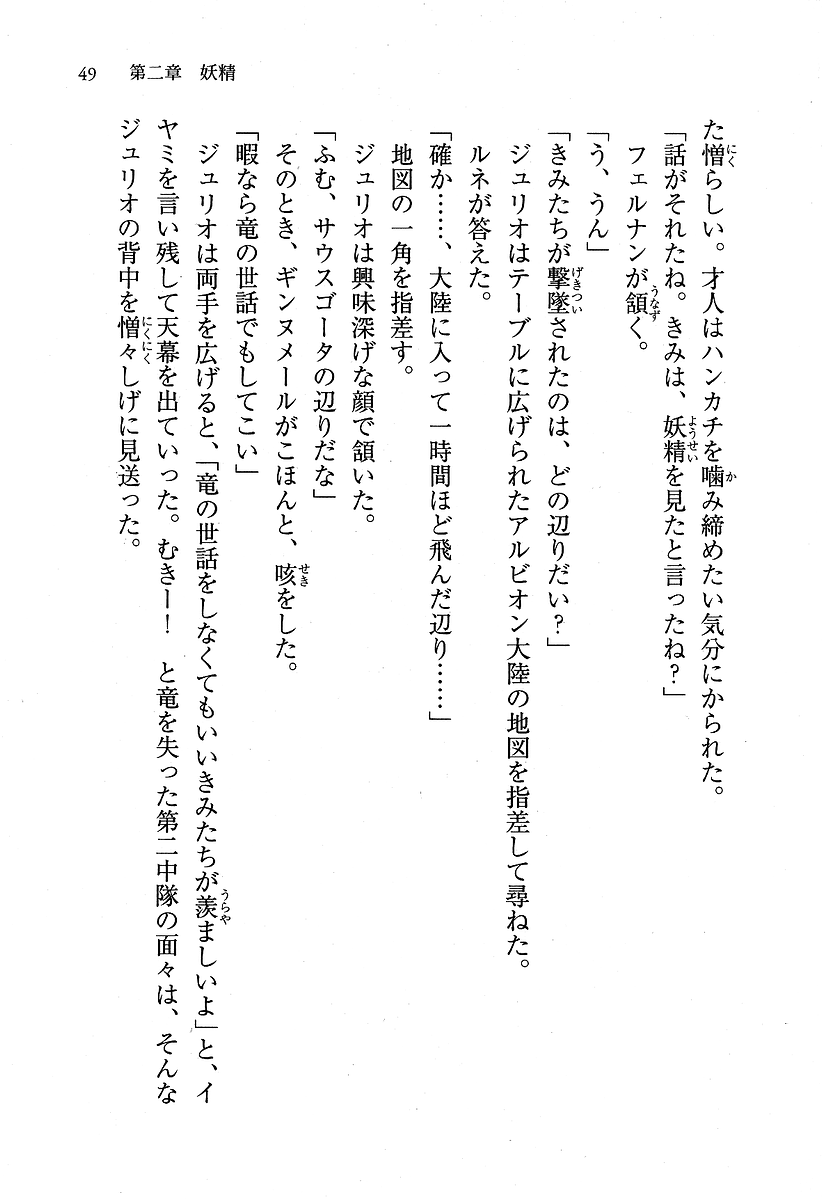 49　第二章　妖精
た憎らしい。才人はハンカチを噛み締めたい気分にかられた。
「話がそれたね。きみは、妖精を見たと言ったね？」
フェルナンが頷く。
「う、うん」
「きみたちが撃墜されたのは、どの辺りだい？」
ジュリオはテーブルに広げられたアルビオン大陸の地図を指差して尋ねた。
ルネが答えた。
「確か……、大陸に入って一時間ほど飛んだ辺り……」
地図の一角を指差す。
ジュリオは興味深げな顔で頷いた。
「ふむ、サウスゴータの辺りだな」
そのとき、ギンヌメールがこほんと、咳をした。
「暇なら竜の世話でもしてこい」
ジュリオは両手を広げると、「竜の世話をしなくてもいいきみたちが羨ましいよ」と、イ
ヤミを言い残して天幕を出ていった。むきー！　と竜を失った第二中隊の面々は、そんな
ジュリオの背中を憎々しげに見送った。